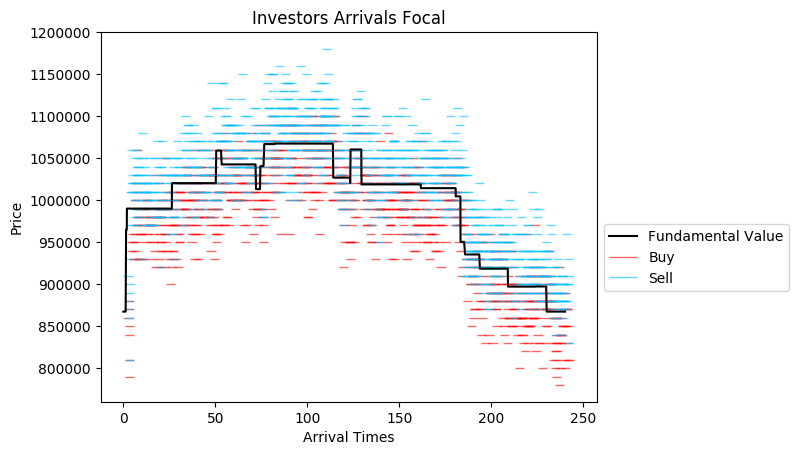 Investors Arrivals Focal
1200000
1150000
1100000
1050000
1000000
950000
900000
850000
800000
Price
0 50 100 150 200 250
Arrival Times
Fundamental Value
Buy
Sell